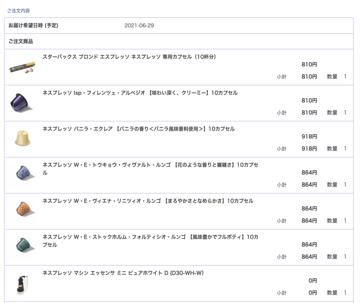 ご注文内容
お届け希望日時 (予定) 2021-06-29
ご注文商品
スターバックス ブロンド エスプレッソ ネスプレッソ 専用カプセル (10杯分)
810円
小計 810円 数量 1
ネスプレッソ Isp・フィレンツェ・アルペジオ 【味わい深く、クリーミー】10カプセル
810円
小計 810円 数量 1
ネスプレッソ バニラ・エクレア 【バニラの香り<バニラ風味香料使用>】10カプセル
918円
小計 918円 数量 1
ネスプレッソ W・E・トウキョウ・ヴィヴァルト・ルンゴ 【花のような香りと繊細さ】10カプセ
ル
864円
小計 864円 数量 1
ネスプレッソ W・E・ヴィエナ・リニツィオ・ルンゴ 【まろやかさとなめらかさ】10カプセル
864円
小計 864円 数量 1
ネスプレッソ W・E・ストックホルム・フォルティシオ・ルンゴ 【風味豊かでフルボディ】10カ
プセル
864円
小計 864円 数量 1
ネスプレッソ マシン エッセンサ ミニ ピュアホワイト D (D30-WH-W)
0円
小計 0円 数量 1